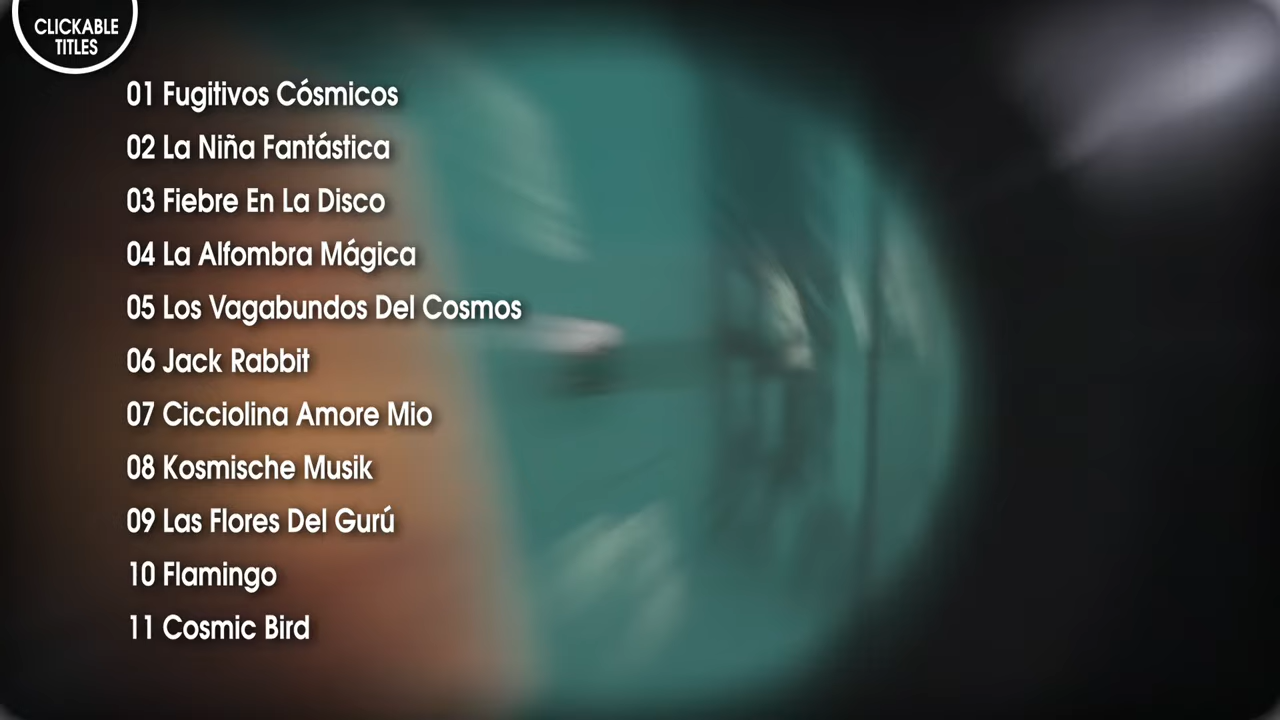 CLICKABLE
TITLES
01 Fugitivos Cósmicos
02 La Niña Fantástica
03 Fiebre En La Disco
04 La Alfombra Mágica
05 Los Vagabundos Del Cosmos
06 Jack Rabbit
07 Cicciolina Amore Mio
08 Kosmische Musik
09 Las Flores Del Gurú
10 Flamingo
11 Cosmic Bird